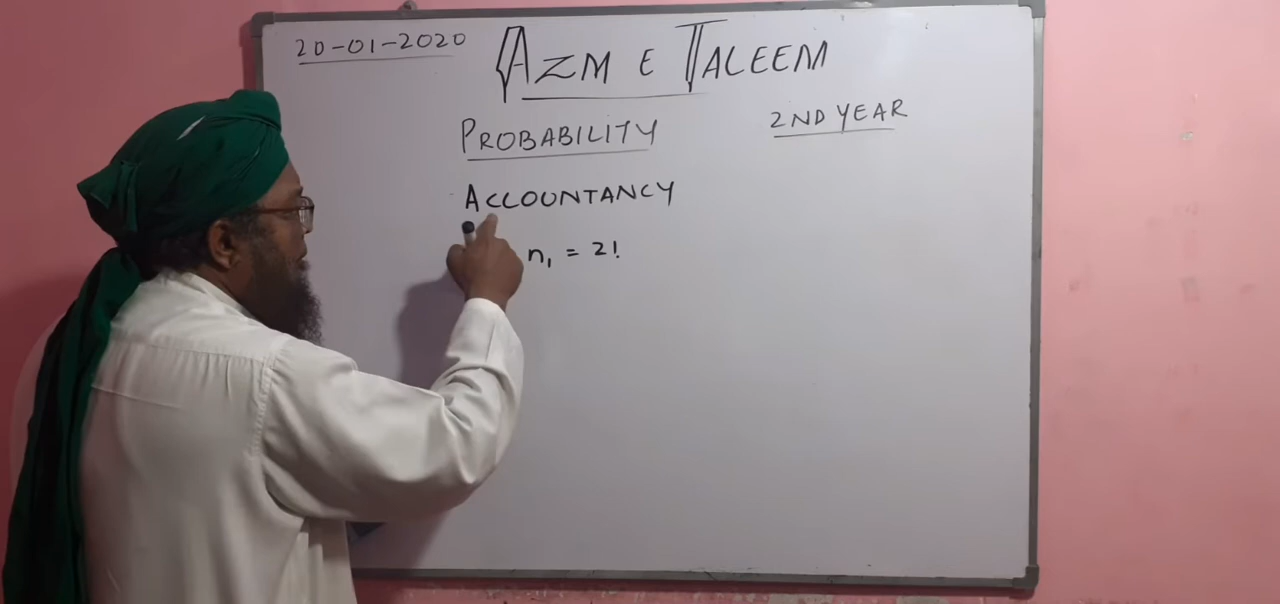 20-01-2020
AZM E TALEEM
PROBABILITY
2ND YEAR
ACCOUNTANCY
n₁ = 2!